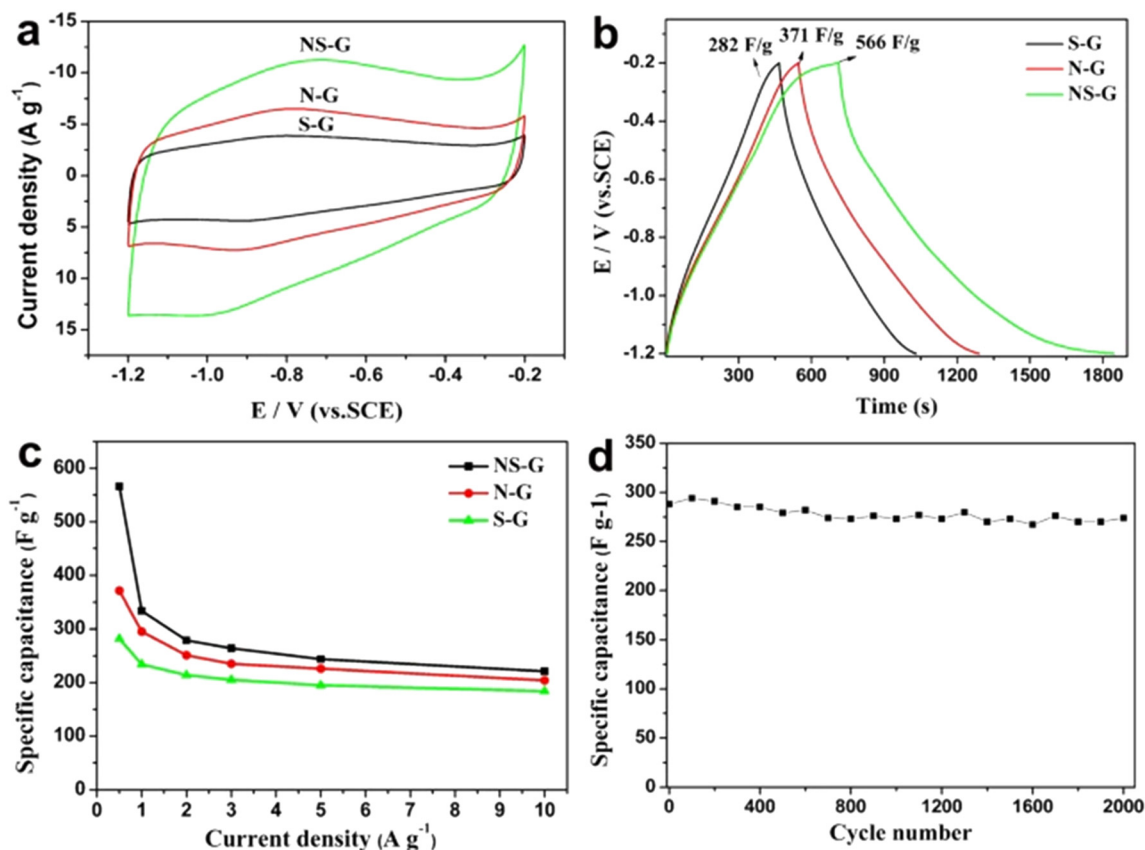 a
NS-G
N-G
S-G
-15
-10
-5
0
5
10
15
Current density (A g-1)
-1.2 -1.0 -0.8 -0.6 -0.4 -0.2
E / V (vs.SCE)
b
282 F/g 371 F/g 566 F/g
S-G
N-G
NS-G
-0.2
-0.4
-0.6
-0.8
-1.0
-1.2
E / V (vs.SCE)
300 600 900 1200 1500 1800
Time (s)
c
NS-G
N-G
S-G
600
500
400
300
200
100
0
Specific capacitance (F g-1)
0 1 2 3 4 5 6 7 8 9 10
Current density (A g-1)
d
350
300
250
200
150
100
50
0
Specific capacitance (F g-1)
0 400 800 1200 1600 2000
Cycle number